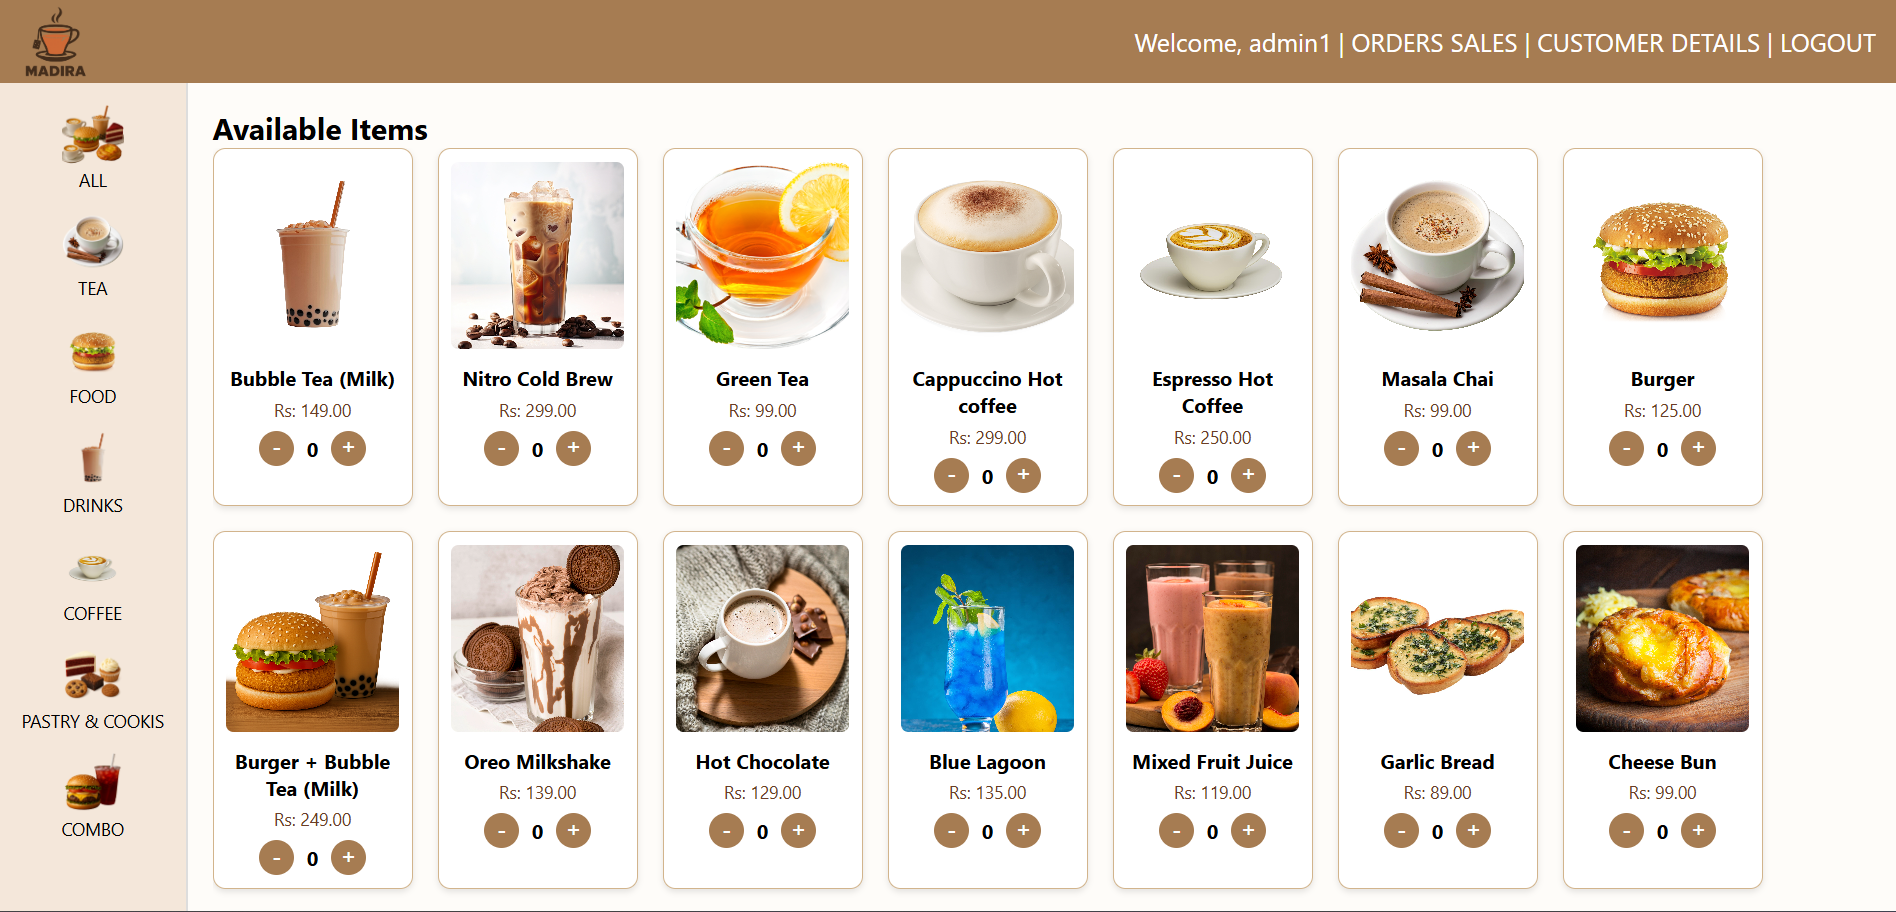 MADIRA
Welcome, admin1 | ORDERS SALES | CUSTOMER DETAILS | LOGOUT
ALL
TEA
FOOD
DRINKS
COFFEE
PASTRY & COOKIS
COMBO
Available Items
Bubble Tea (Milk)
Rs: 149.00
- 0 +
Nitro Cold Brew
Rs: 299.00
- 0 +
Green Tea
Rs: 99.00
- 0 +
Cappuccino Hot
coffee
Rs: 299.00
- 0 +
Espresso Hot
Coffee
Rs: 250.00
- 0 +
Masala Chai
Rs: 99.00
- 0 +
Burger
Rs: 125.00
- 0 +
Burger + Bubble
Tea (Milk)
Rs: 249.00
- 0 +
Oreo Milkshake
Rs: 139.00
- 0 +
Hot Chocolate
Rs: 129.00
- 0 +
Blue Lagoon
Rs: 135.00
- 0 +
Mixed Fruit Juice
Rs: 119.00
- 0 +
Garlic Bread
Rs: 89.00
- 0 +
Cheese Bun
Rs: 99.00
- 0 +